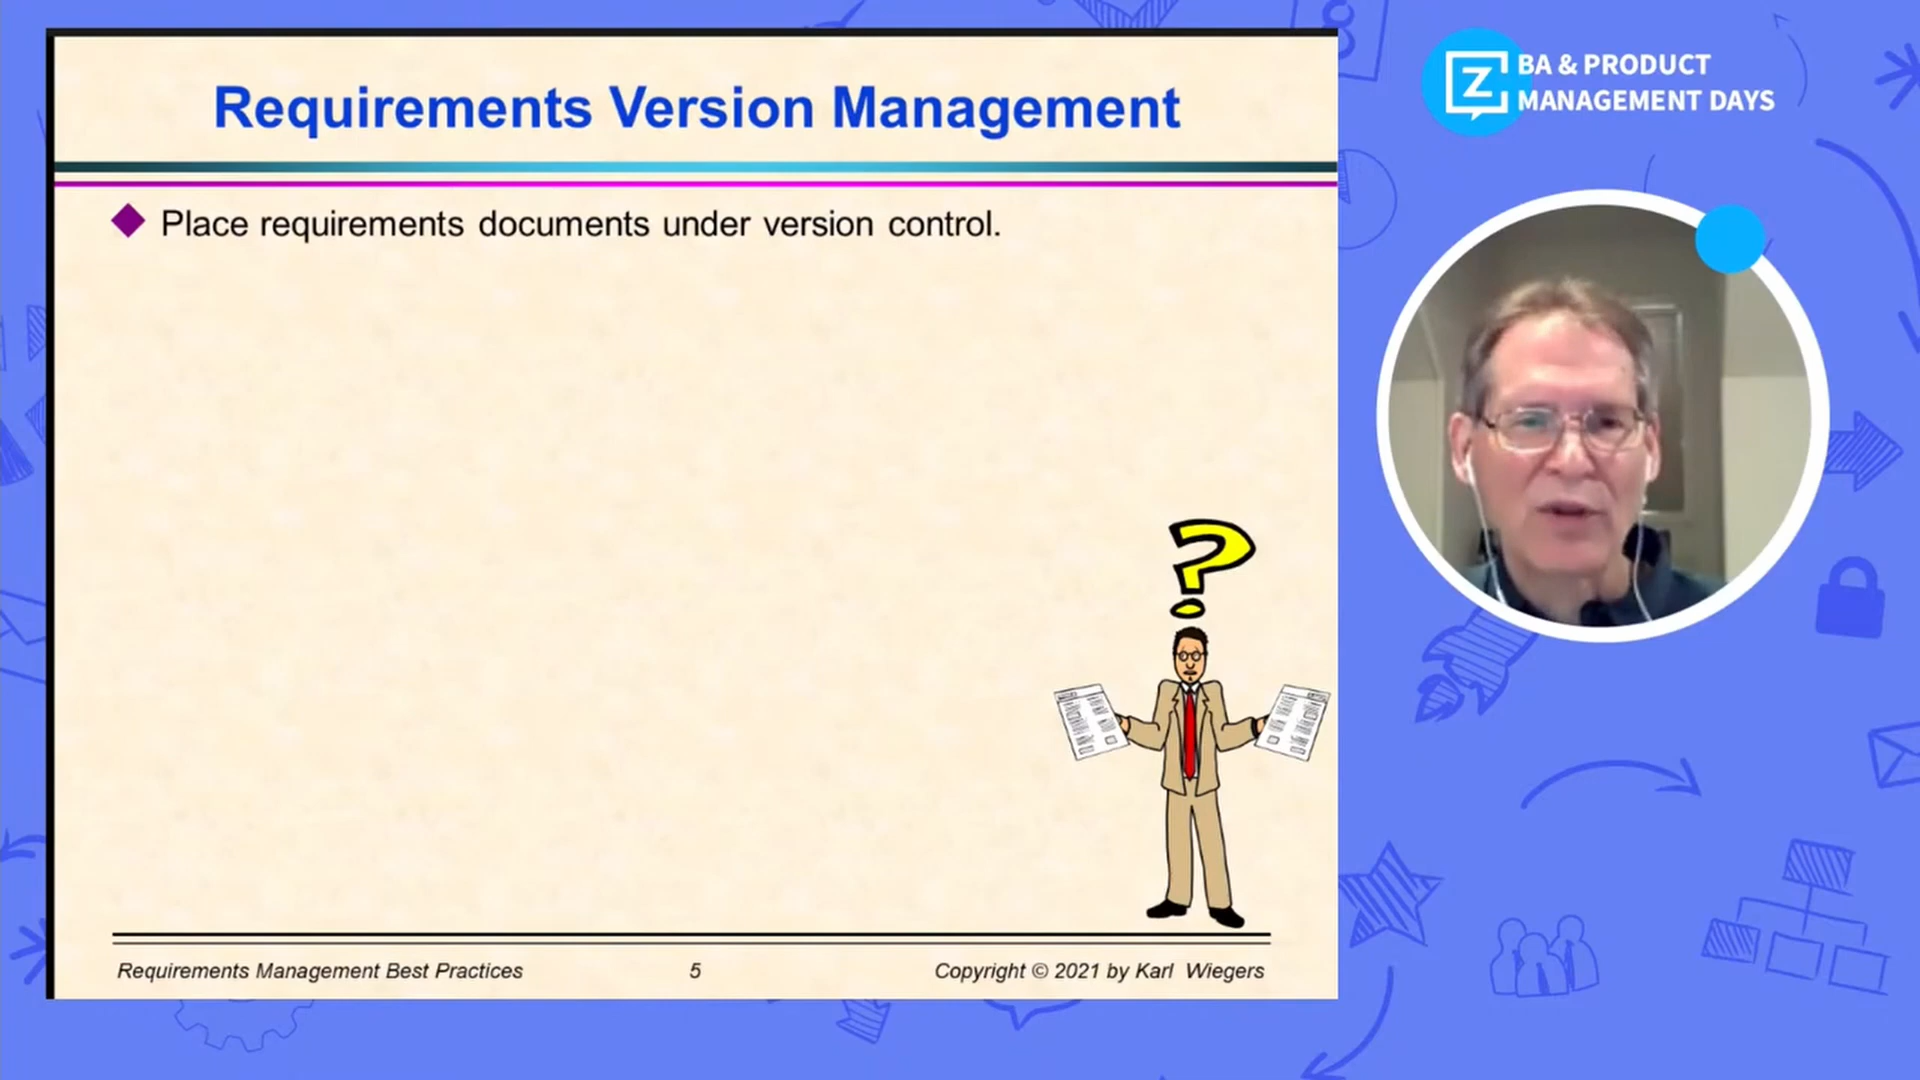 Requirements Version Management
Place requirements documents under version control.
?
Requirements Management Best Practices
5
Copyright © 2021 by Karl Wiegers
Z
BA & PRODUCT
MANAGEMENT DAYS